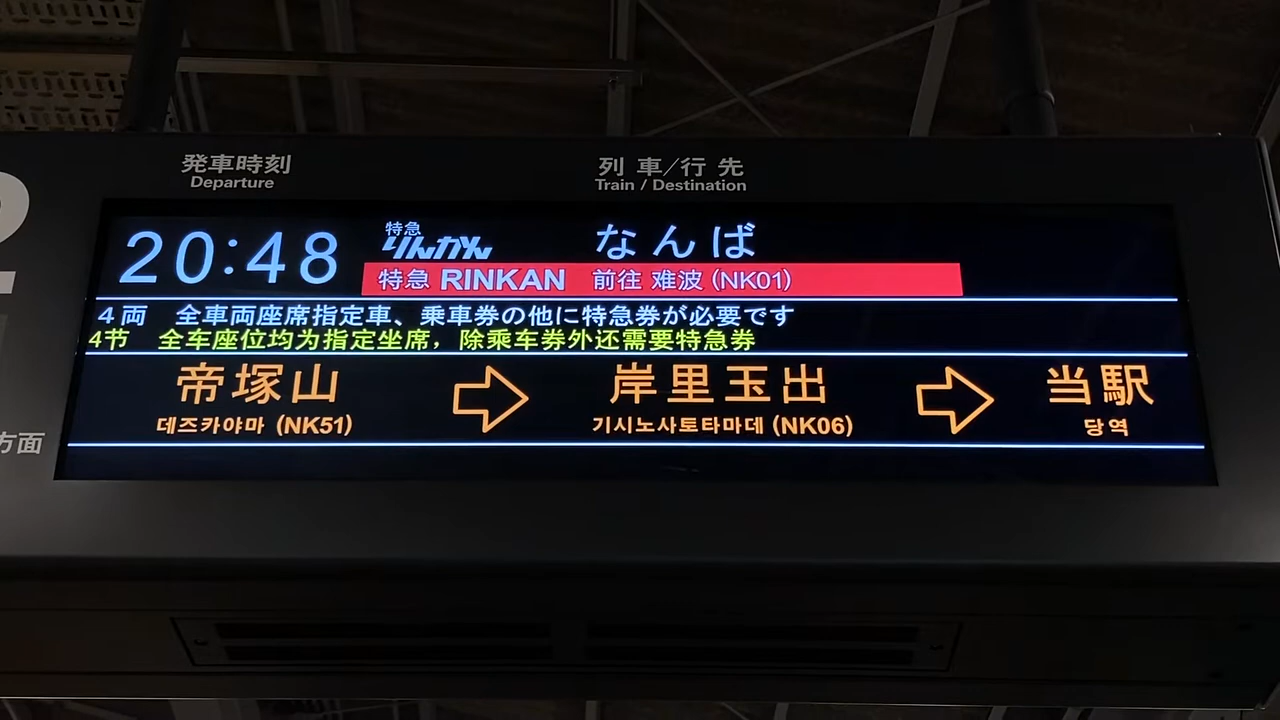 発車時刻
Departure
列車/行先
Train / Destination
20:48
特急
りんかん
なんば
特急 RINKAN 前往 难波 (NK01)
4両 全車両座席指定車、乗車券の他に特急券が必要です
4节 全车座位均为指定坐席，除乘车券外还需要特急券
帝塚山 ⇨ 岸里玉出 ⇨ 当駅
데즈카야마 (NK51) 기시노사토타마데 (NK06) 당역
方面